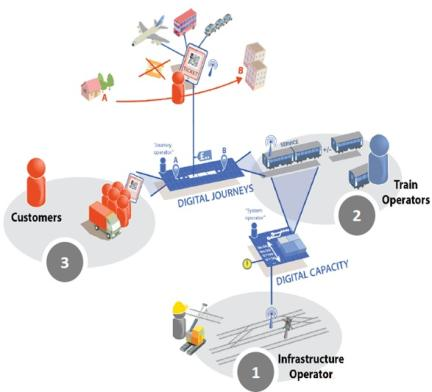 TICKET
B
A
"Journey
operator"
A
B
SERVICE
+/-
DIGITAL JOURNEYS
Train
Operators
2
Customers
3
"System
operator"
DIGITAL CAPACITY
1
Infrastructure
Operator